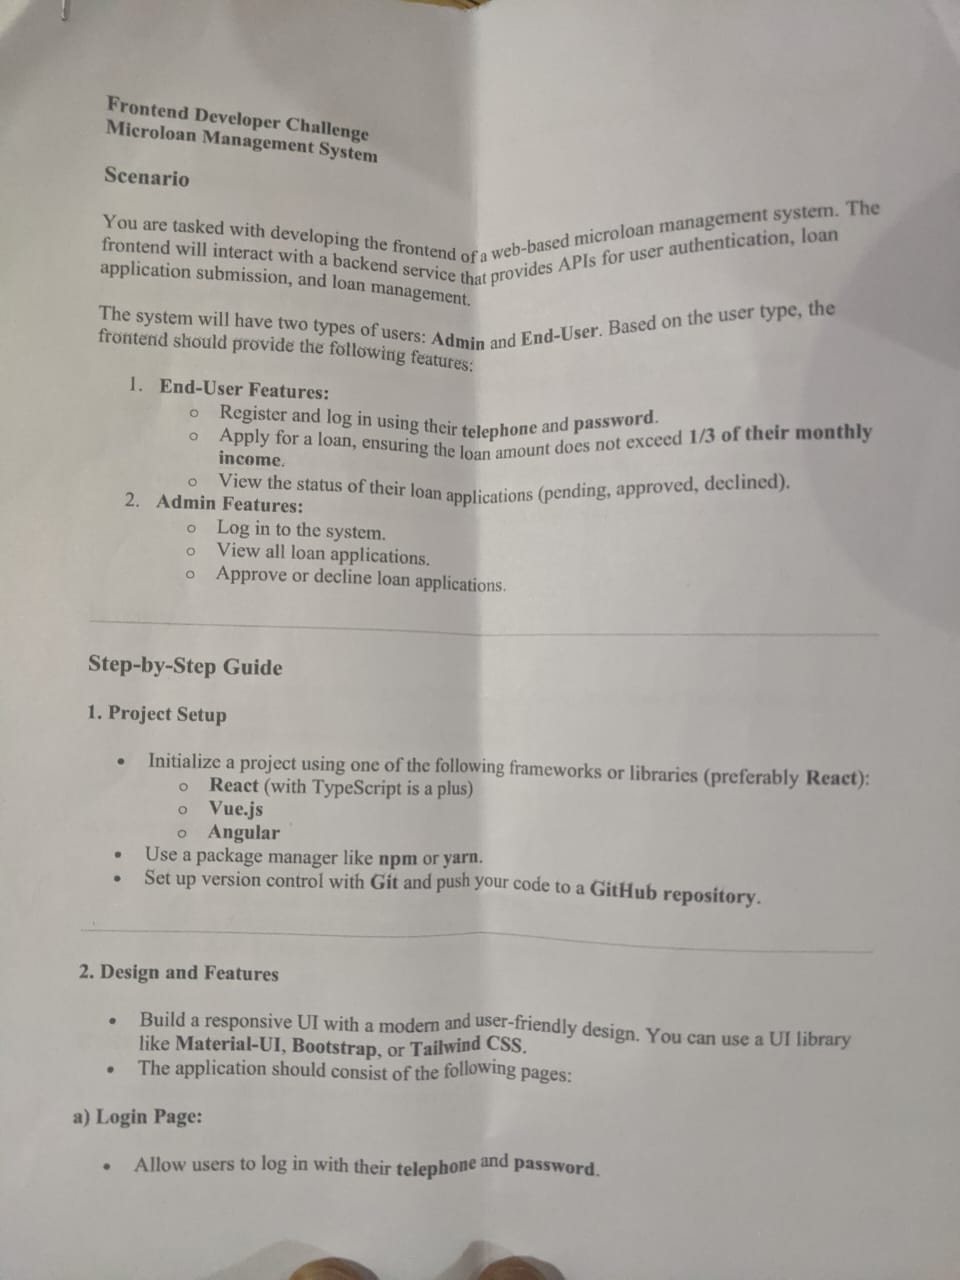 Frontend Developer Challenge
Microloan Management System
Scenario
You are tasked with developing the frontend of a web-based microloan management system. The
frontend will interact with a backend service that provides APIs for user authentication, loan
application submission, and loan management.
The system will have two types of users: Admin and End-User. Based on the user type, the
frontend should provide the following features:
1. End-User Features:
o Register and log in using their telephone and password.
o Apply for a loan, ensuring the loan amount does not exceed 1/3 of their monthly
income.
o View the status of their loan applications (pending, approved, declined).
2. Admin Features:
o Log in to the system.
o View all loan applications.
o Approve or decline loan applications.
Step-by-Step Guide
1. Project Setup
• Initialize a project using one of the following frameworks or libraries (preferably React):
o React (with TypeScript is a plus)
o Vue.js
o Angular
• Use a package manager like npm or yarn.
• Set up version control with Git and push your code to a GitHub repository.
2. Design and Features
• Build a responsive UI with a modern and user-friendly design. You can use a UI library
like Material-UI, Bootstrap, or Tailwind CSS.
• The application should consist of the following pages:
a) Login Page:
• Allow users to log in with their telephone and password.